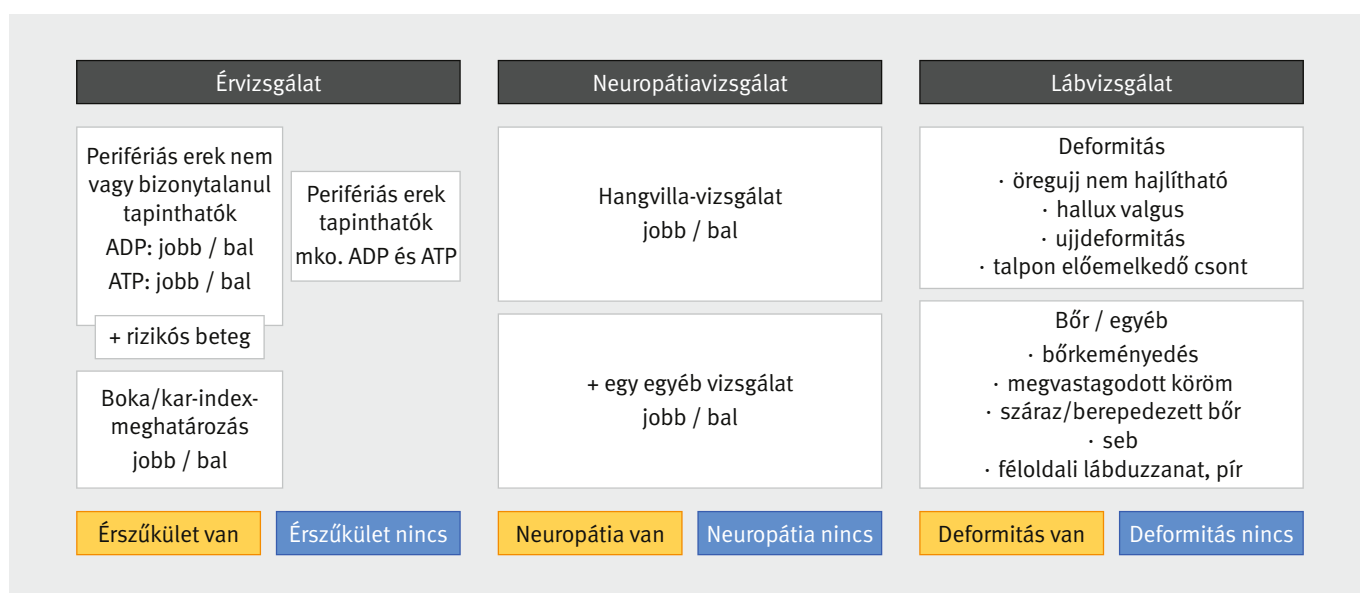 Érvizsgálat
Perifériás erek nem
vagy bizonytalanul
tapinthatók
ADP: jobb / bal
ATP: jobb / bal
+ rizikós beteg
Boka/kar-index-
meghatározás
jobb / bal
Perifériás erek
tapinthatók
mko. ADP és ATP
Érszűkület van
Érszűkület nincs
Neuropátiavizsgálat
Hangvilla-vizsgálat
jobb / bal
+ egy egyéb vizsgálat
jobb / bal
Neuropátia van
Neuropátia nincs
Lábvizsgálat
Deformitás
· öregujj nem hajlítható
· hallux valgus
· ujjdeformitás
· talpon előemelkedő csont
Bőr / egyéb
· bőrkeményedés
· megvastagodott köröm
· száraz/berepedezett bőr
· seb
· féloldali lábduzzanat, pír
Deformitás van
Deformitás nincs